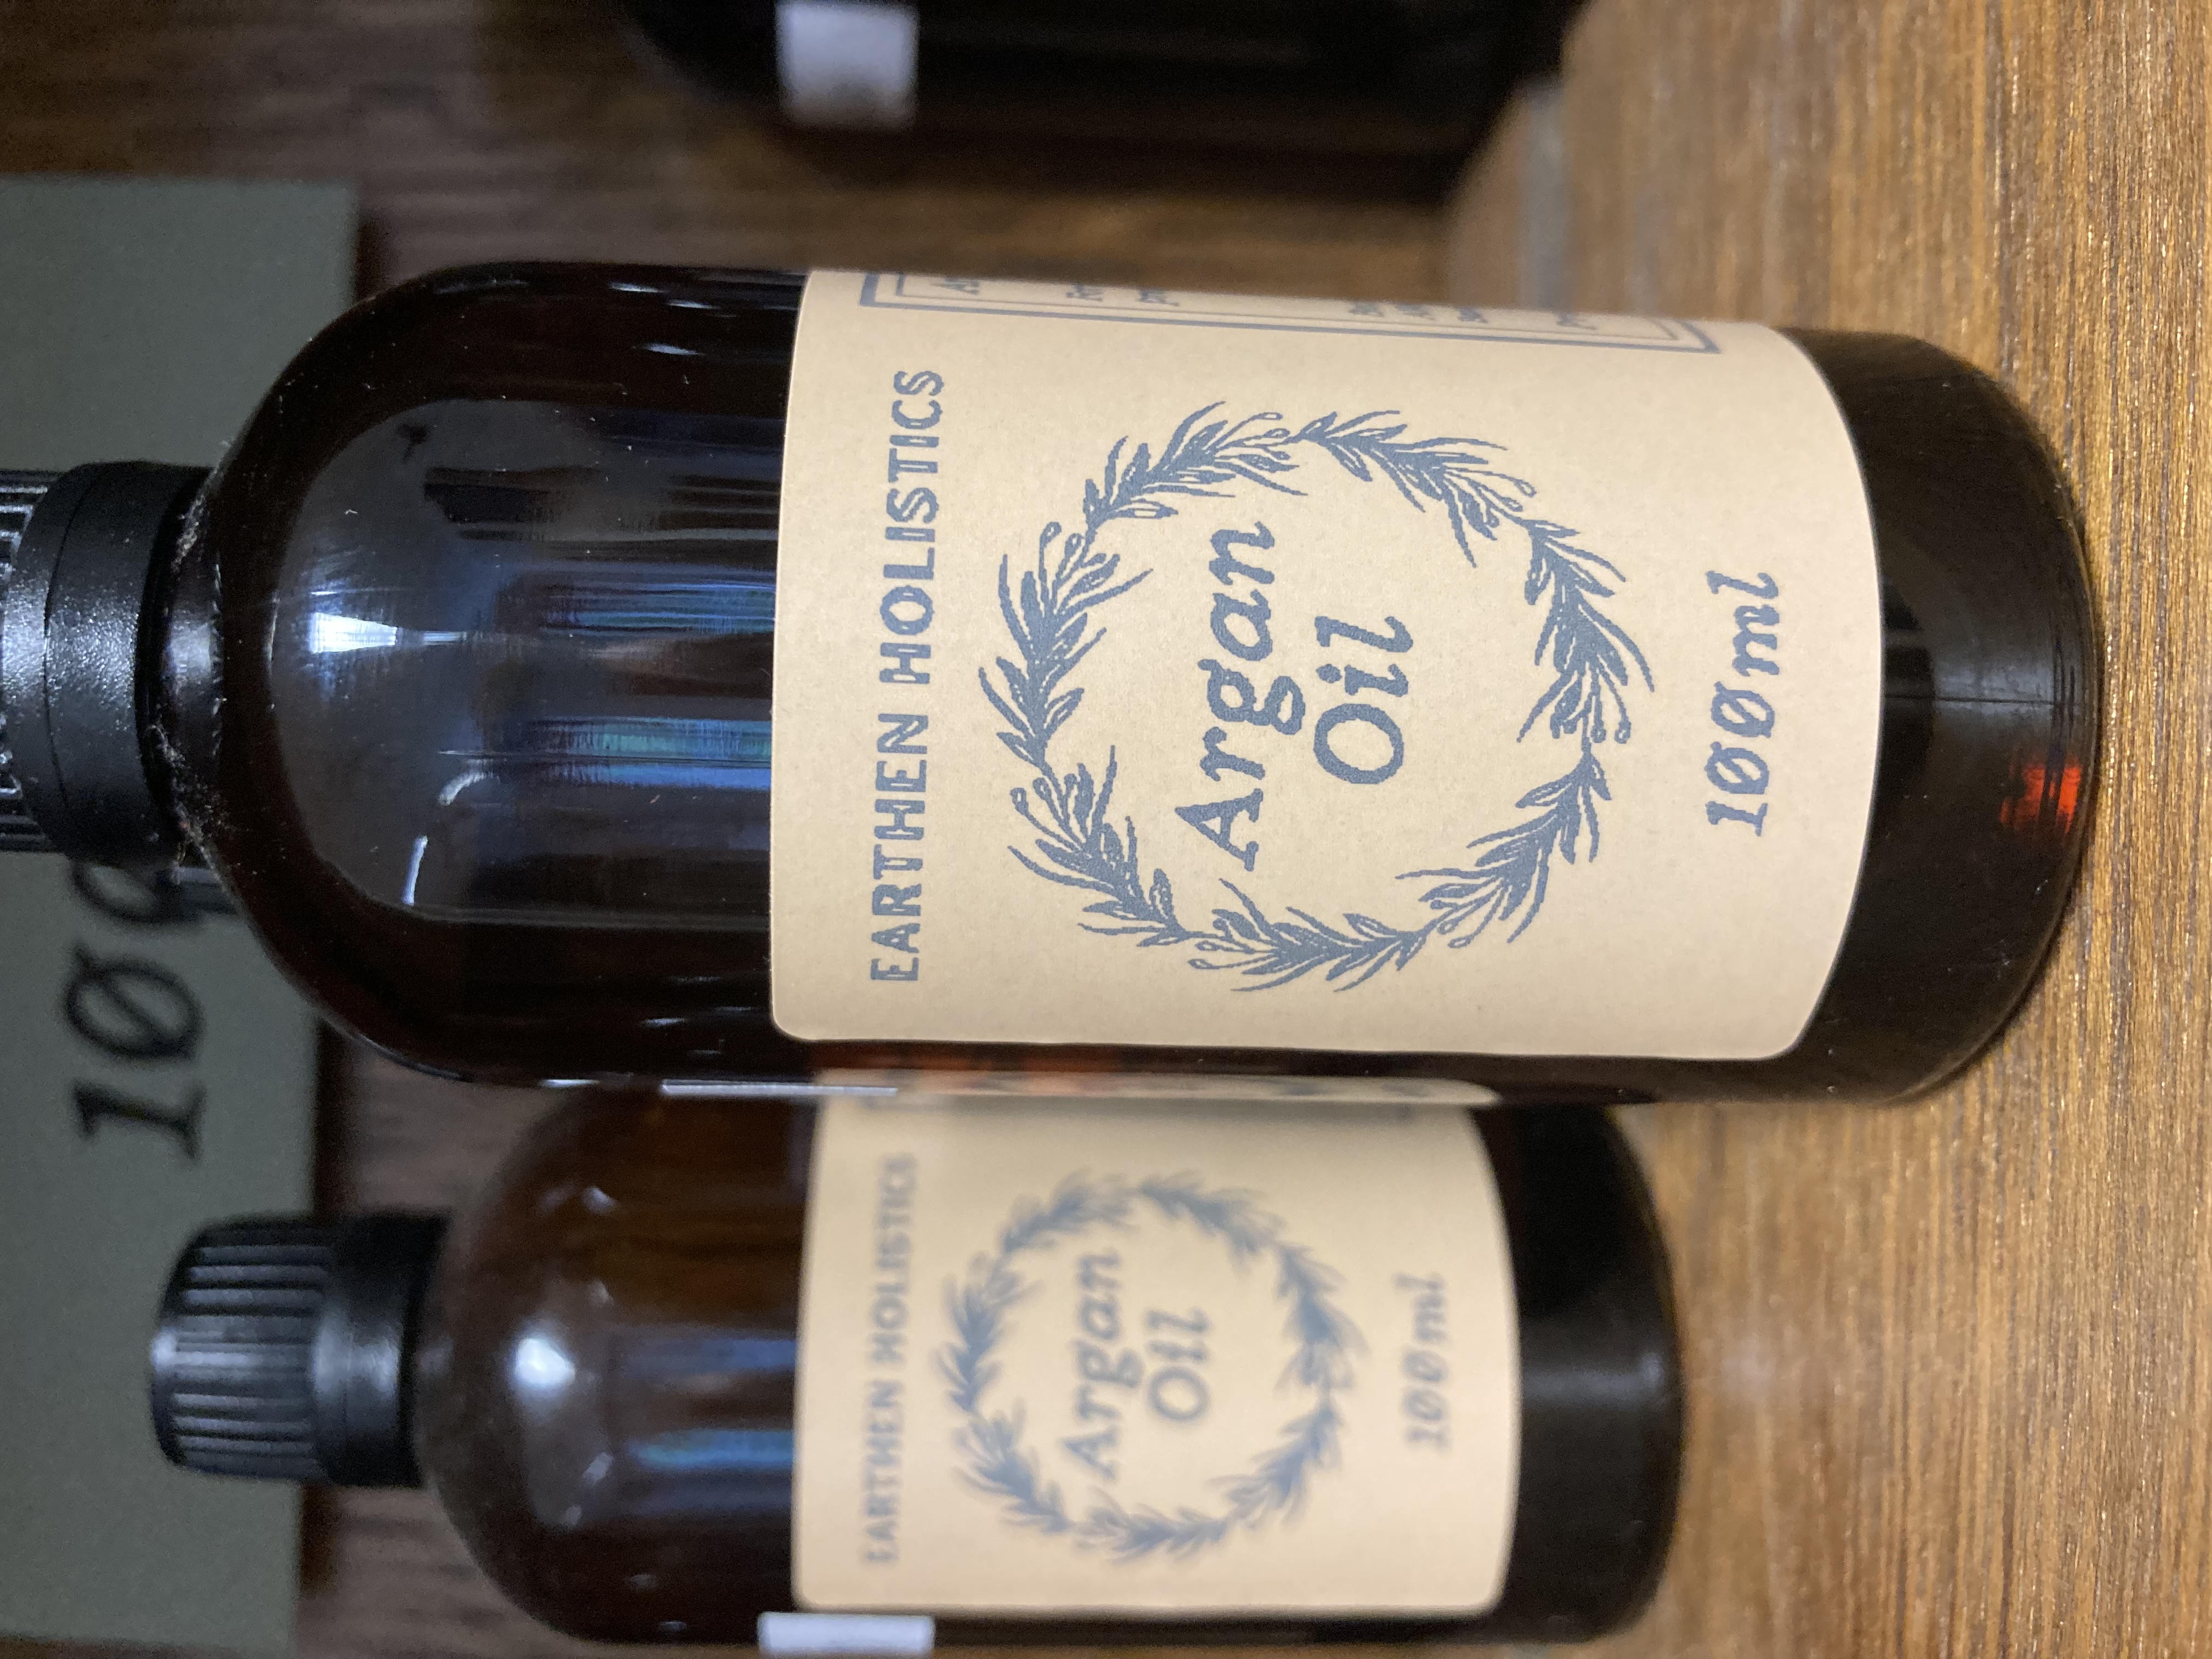 EARTHEN HOLISTICS
Argan
Oil
100ml
EARTHEN HOLISTICS
Argan
Oil
100ml